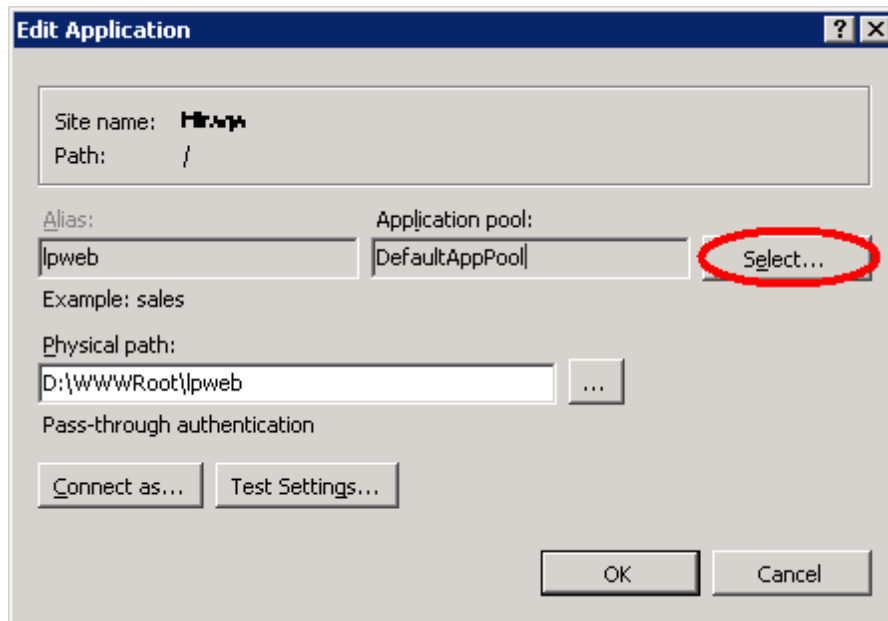 Edit Application
Site name:
Path: /
Alias:
Application pool:
lpweb
DefaultAppPool
Select...
Example: sales
Physical path:
D:\WWWRoot\lpweb
...
Pass-through authentication
Connect as...
Test Settings...
OK
Cancel